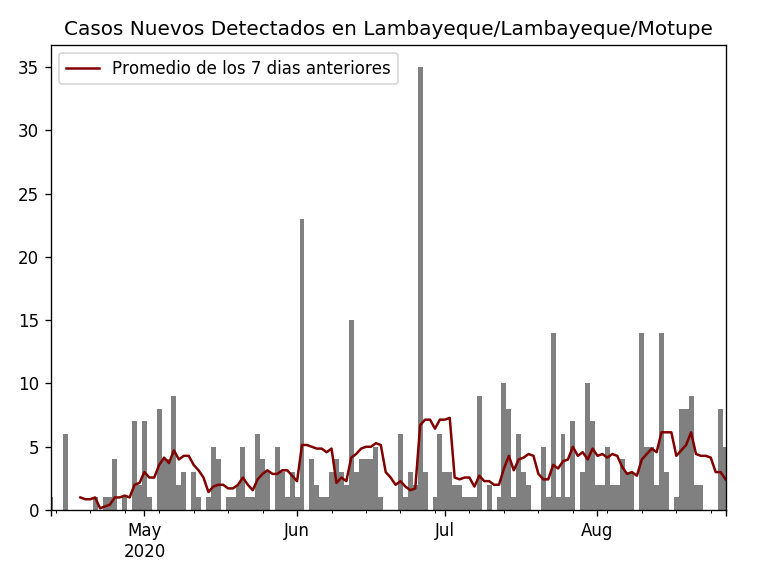 Casos Nuevos Detectados en Lambayeque/Lambayeque/Motupe
Promedio de los 7 dias anteriores
35
30
25
20
15
10
5
0
May
2020
Jun
Jul
Aug